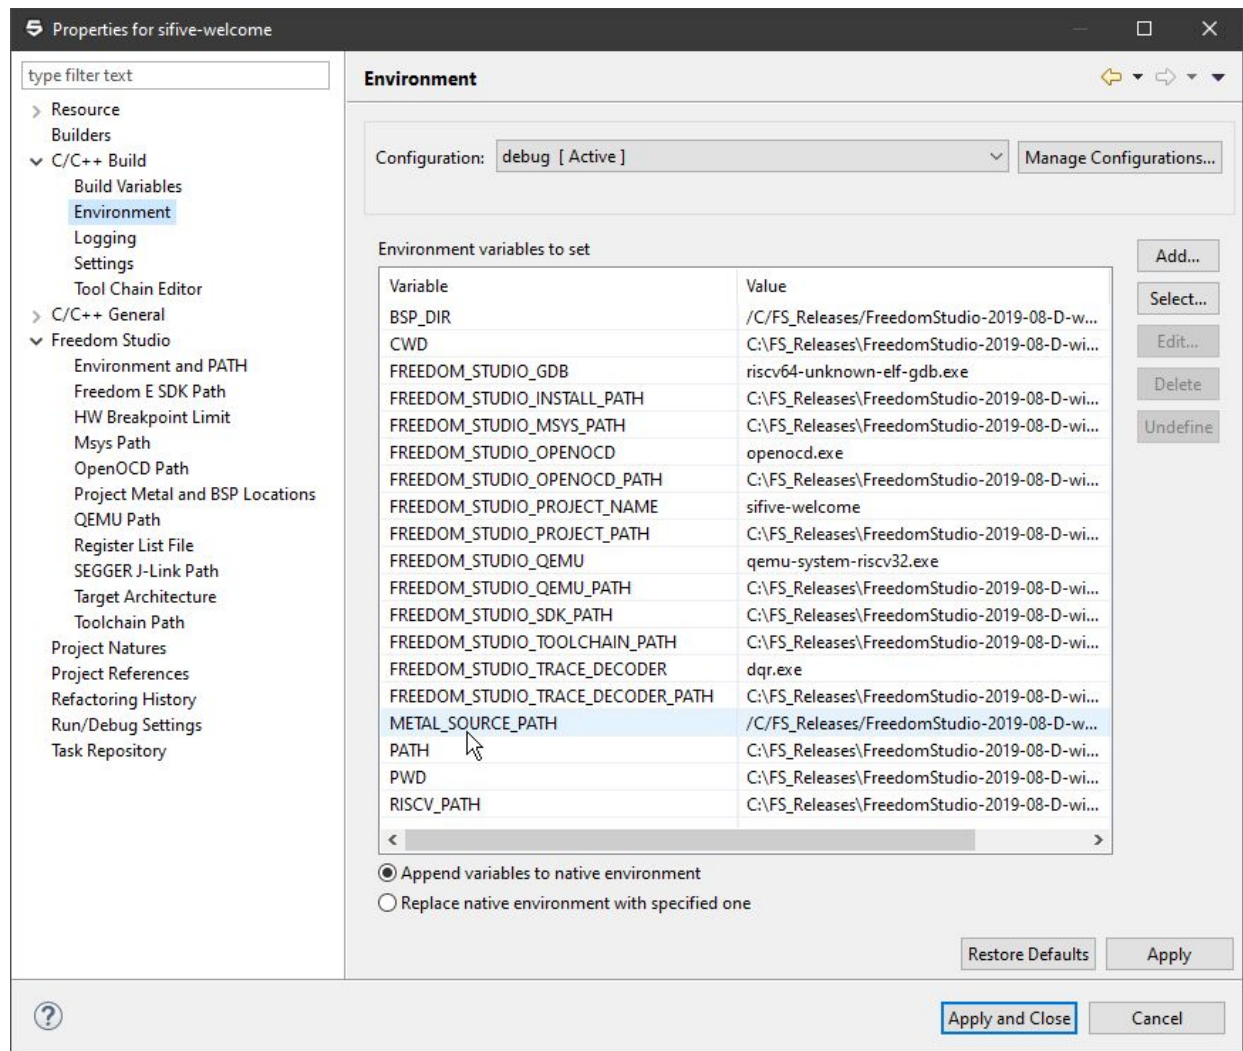 Properties for sifive-welcome
type filter text
Resource
Builders
C/C++ Build
Build Variables
Environment
Logging
Settings
Tool Chain Editor
C/C++ General
Freedom Studio
Environment and PATH
Freedom E SDK Path
HW Breakpoint Limit
Msys Path
OpenOCD Path
Project Metal and BSP Locations
QEMU Path
Register List File
SEGGER J-Link Path
Target Architecture
Toolchain Path
Project Natures
Project References
Refactoring History
Run/Debug Settings
Task Repository
Environment
Configuration: debug [ Active ] Manage Configurations...
Environment variables to set
Variable Value
BSP_DIR /C/FS_Releases/FreedomStudio-2019-08-D-w...
CWD C:\FS_Releases\FreedomStudio-2019-08-D-wi...
FREEDOM_STUDIO_GDB riscv64-unknown-elf-gdb.exe
FREEDOM_STUDIO_INSTALL_PATH C:\FS_Releases\FreedomStudio-2019-08-D-wi...
FREEDOM_STUDIO_MSYS_PATH C:\FS_Releases\FreedomStudio-2019-08-D-wi...
FREEDOM_STUDIO_OPENOCD openocd.exe
FREEDOM_STUDIO_OPENOCD_PATH C:\FS_Releases\FreedomStudio-2019-08-D-wi...
FREEDOM_STUDIO_PROJECT_NAME sifive-welcome
FREEDOM_STUDIO_PROJECT_PATH C:\FS_Releases\FreedomStudio-2019-08-D-wi...
FREEDOM_STUDIO_QEMU qemu-system-riscv32.exe
FREEDOM_STUDIO_QEMU_PATH C:\FS_Releases\FreedomStudio-2019-08-D-wi...
FREEDOM_STUDIO_SDK_PATH C:\FS_Releases\FreedomStudio-2019-08-D-wi...
FREEDOM_STUDIO_TOOLCHAIN_PATH C:\FS_Releases\FreedomStudio-2019-08-D-wi...
FREEDOM_STUDIO_TRACE_DECODER dqr.exe
FREEDOM_STUDIO_TRACE_DECODER_PATH C:\FS_Releases\FreedomStudio-2019-08-D-wi...
METAL_SOURCE_PATH /C/FS_Releases/FreedomStudio-2019-08-D-w...
PATH C:\FS_Releases\FreedomStudio-2019-08-D-wi...
PWD C:\FS_Releases\FreedomStudio-2019-08-D-wi...
RISCV_PATH C:\FS_Releases\FreedomStudio-2019-08-D-wi...
Add...
Select...
Edit...
Delete
Undefine
Append variables to native environment
Replace native environment with specified one
Restore Defaults Apply
Apply and Close Cancel